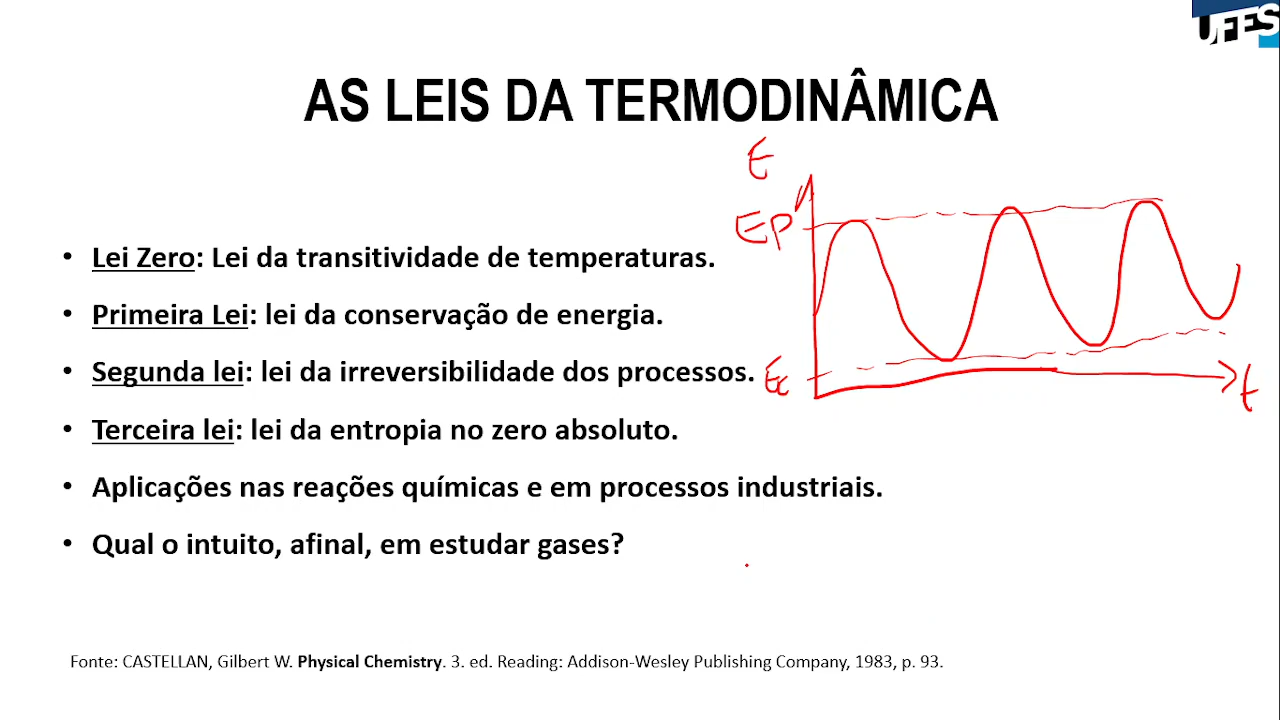 UFES
AS LEIS DA TERMODINÂMICA
E
EP
• Lei Zero: Lei da transitividade de temperaturas.
• Primeira Lei: lei da conservação de energia.
• Segunda lei: lei da irreversibilidade dos processos.
Ec
t
• Terceira lei: lei da entropia no zero absoluto.
• Aplicações nas reações químicas e em processos industriais.
• Qual o intuito, afinal, em estudar gases?
Fonte: CASTELLAN, Gilbert W. Physical Chemistry. 3. ed. Reading: Addison-Wesley Publishing Company, 1983, p. 93.